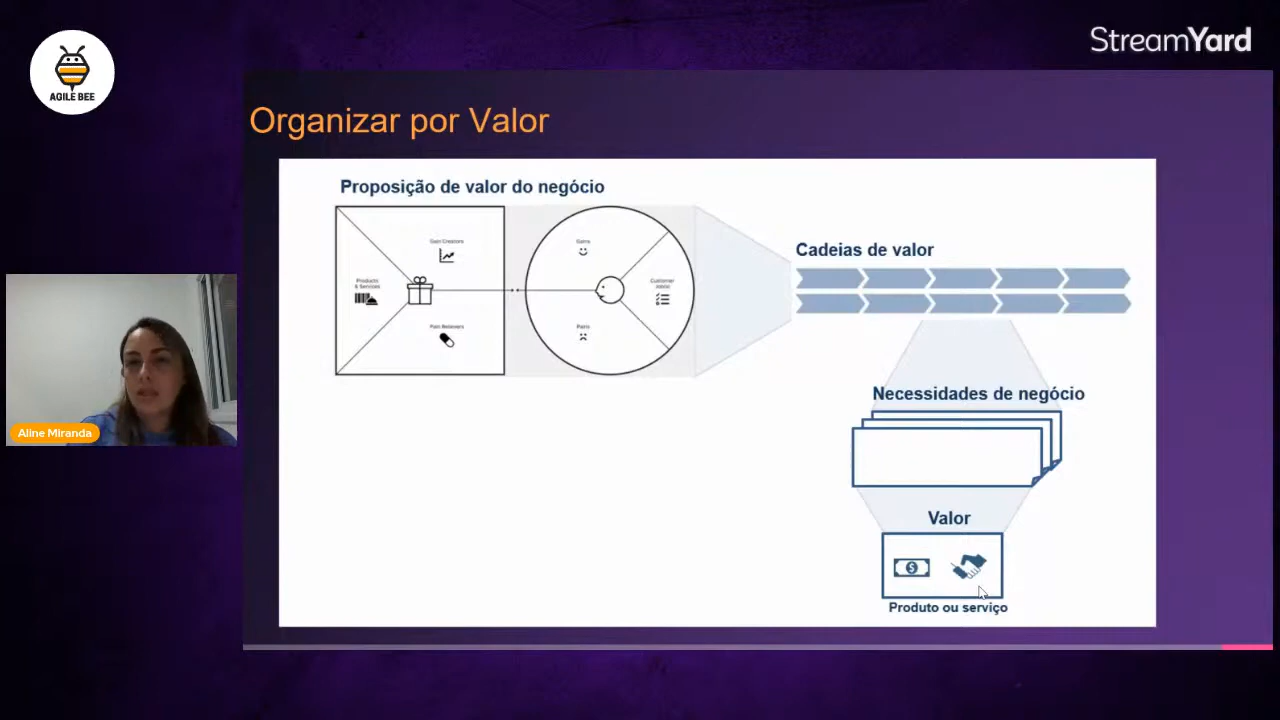 StreamYard
AGILE BEE
Organizar por Valor
Proposição de valor do negócio
Gain Creators
Products
& Services
Pain Relievers
Gains
Customer
Pains
Cadeias de valor
Necessidades de negócio
Valor
$
Produto ou serviço
Aline Miranda